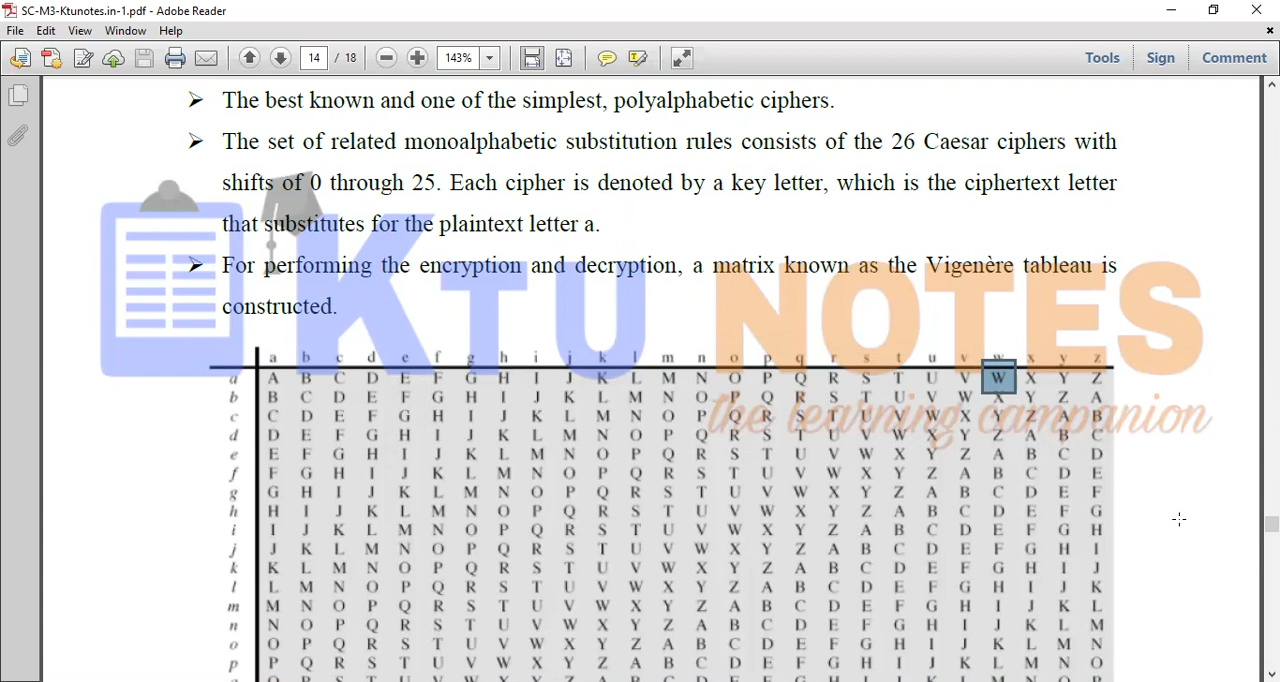 SC-M3-Ktunotes.in-1.pdf - Adobe Reader
File Edit View Window Help
14 / 18 143% Tools Sign Comment
➢ The best known and one of the simplest, polyalphabetic ciphers.
➢ The set of related monoalphabetic substitution rules consists of the 26 Caesar ciphers with
shifts of 0 through 25. Each cipher is denoted by a key letter, which is the ciphertext letter
that substitutes for the plaintext letter a.
➢ For performing the encryption and decryption, a matrix known as the Vigenère tableau is
constructed.
KTU NOTES
the learning campanion
a b c d e f g h i j k l m n o p q r s t u v w x y z
a A B C D E F G H I J K L M N O P Q R S T U V W X Y Z
b B C D E F G H I J K L M N O P Q R S T U V W X Y Z A
c C D E F G H I J K L M N O P Q R S T U V W X Y Z A B
d D E F G H I J K L M N O P Q R S T U V W X Y Z A B C
e E F G H I J K L M N O P Q R S T U V W X Y Z A B C D
f F G H I J K L M N O P Q R S T U V W X Y Z A B C D E
g G H I J K L M N O P Q R S T U V W X Y Z A B C D E F
h H I J K L M N O P Q R S T U V W X Y Z A B C D E F G
i I J K L M N O P Q R S T U V W X Y Z A B C D E F G H
j J K L M N O P Q R S T U V W X Y Z A B C D E F G H I
k K L M N O P Q R S T U V W X Y Z A B C D E F G H I J
l L M N O P Q R S T U V W X Y Z A B C D E F G H I J K
m M N O P Q R S T U V W X Y Z A B C D E F G H I J K L
n N O P Q R S T U V W X Y Z A B C D E F G H I J K L M
o O P Q R S T U V W X Y Z A B C D E F G H I J K L M N
p P Q R S T U V W X Y Z A B C D E F G H I J K L M N O